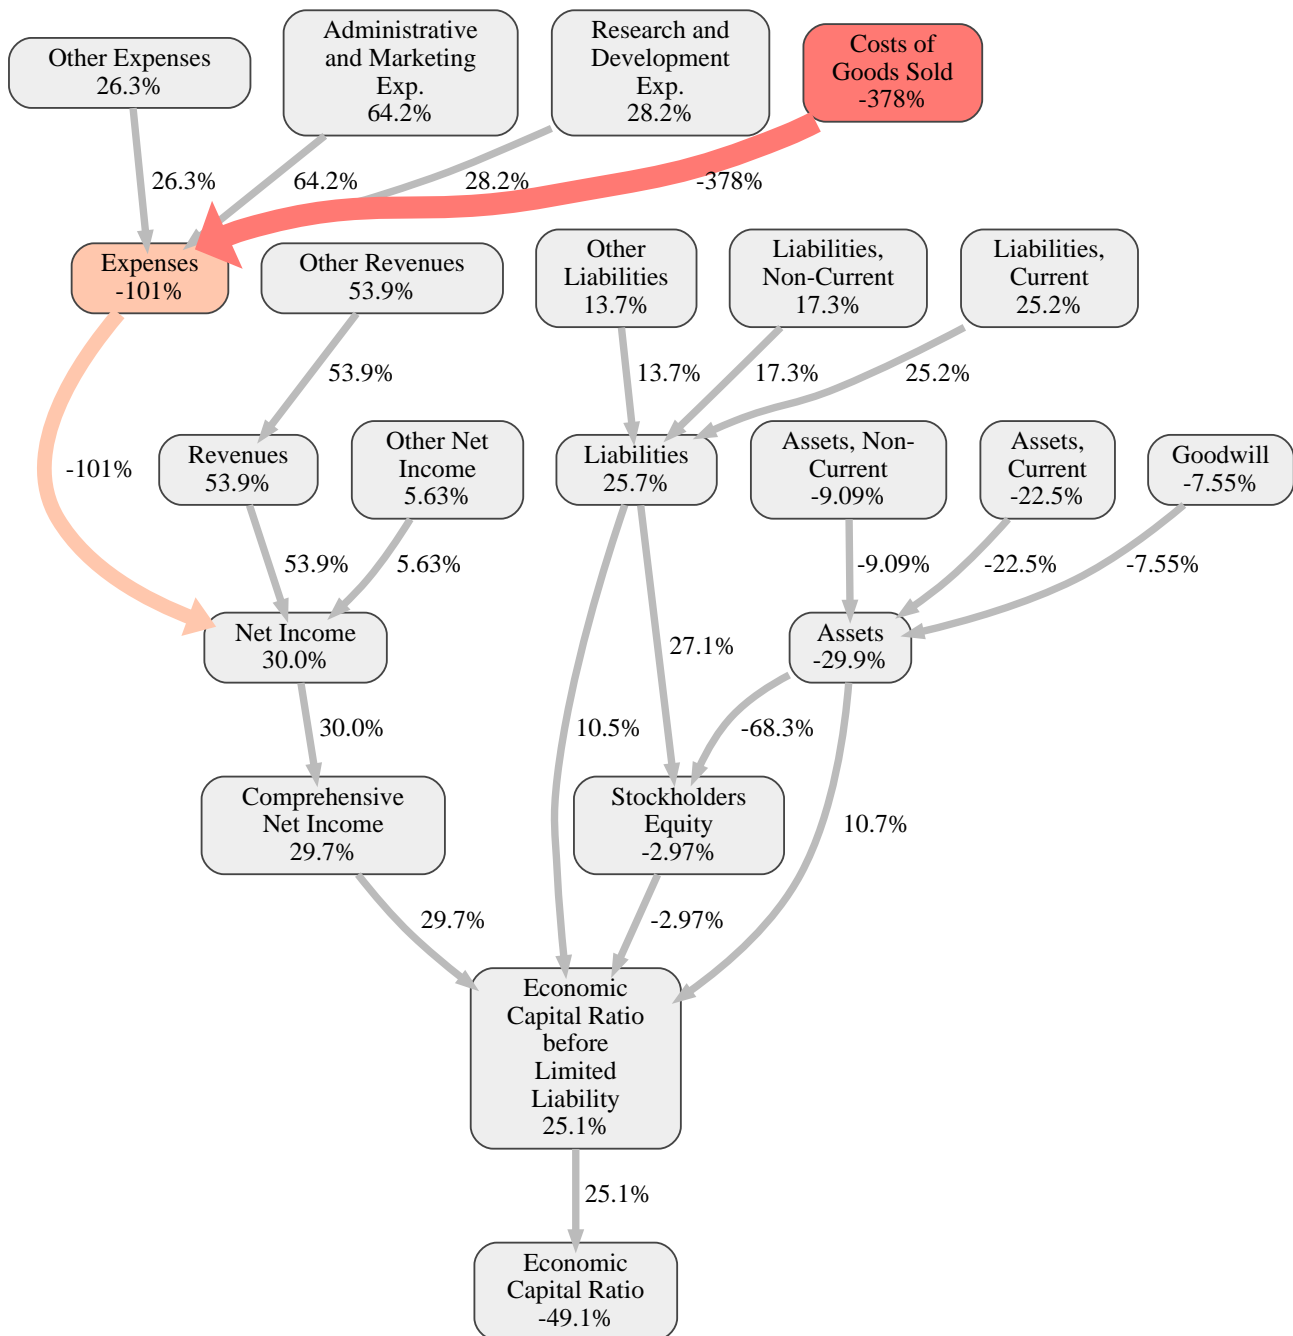 Other Expenses
26.3%
Administrative
and Marketing
Exp.
64.2%
Research and
Development
Exp.
28.2%
Costs of
Goods Sold
-378%
26.3%
64.2%
28.2%
-378%
Expenses
-101%
Other Revenues
53.9%
Other
Liabilities
13.7%
Liabilities,
Non-Current
17.3%
Liabilities,
Current
25.2%
53.9%
13.7%
17.3%
25.2%
-101%
Revenues
53.9%
Other Net
Income
5.63%
Liabilities
25.7%
Assets, Non-
Current
-9.09%
Assets,
Current
-22.5%
Goodwill
-7.55%
53.9%
5.63%
-9.09%
-22.5%
-7.55%
Net Income
30.0%
27.1%
Assets
-29.9%
30.0%
10.5%
-68.3%
10.7%
Comprehensive
Net Income
29.7%
Stockholders
Equity
-2.97%
29.7%
-2.97%
Economic
Capital Ratio
before
Limited
Liability
25.1%
25.1%
Economic
Capital Ratio
-49.1%